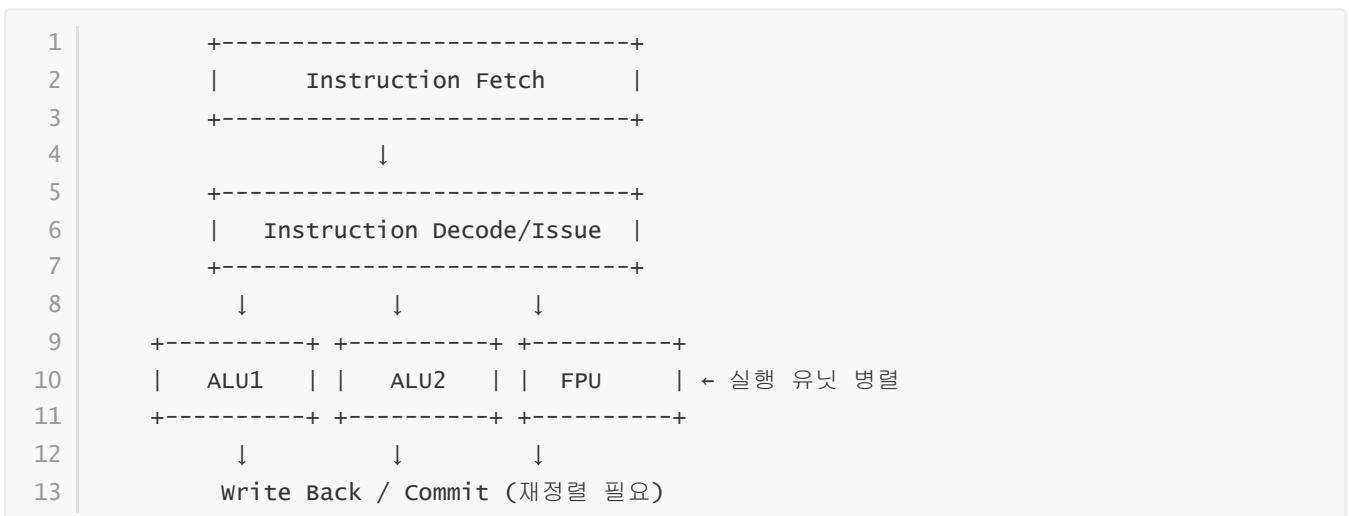 1 +-----------------------------+
2 |      Instruction Fetch      |
3 +-----------------------------+
4 ↓
5 +-----------------------------+
6 |   Instruction Decode/Issue  |
7 +-----------------------------+
8 ↓          ↓         ↓
9 +----------+ +----------+ +----------+
10 |   ALU1   | |   ALU2   | |  FPU     | ← 실행 유닛 병렬
11 +----------+ +----------+ +----------+
12 ↓          ↓         ↓
13 Write Back / Commit (재정렬 필요)